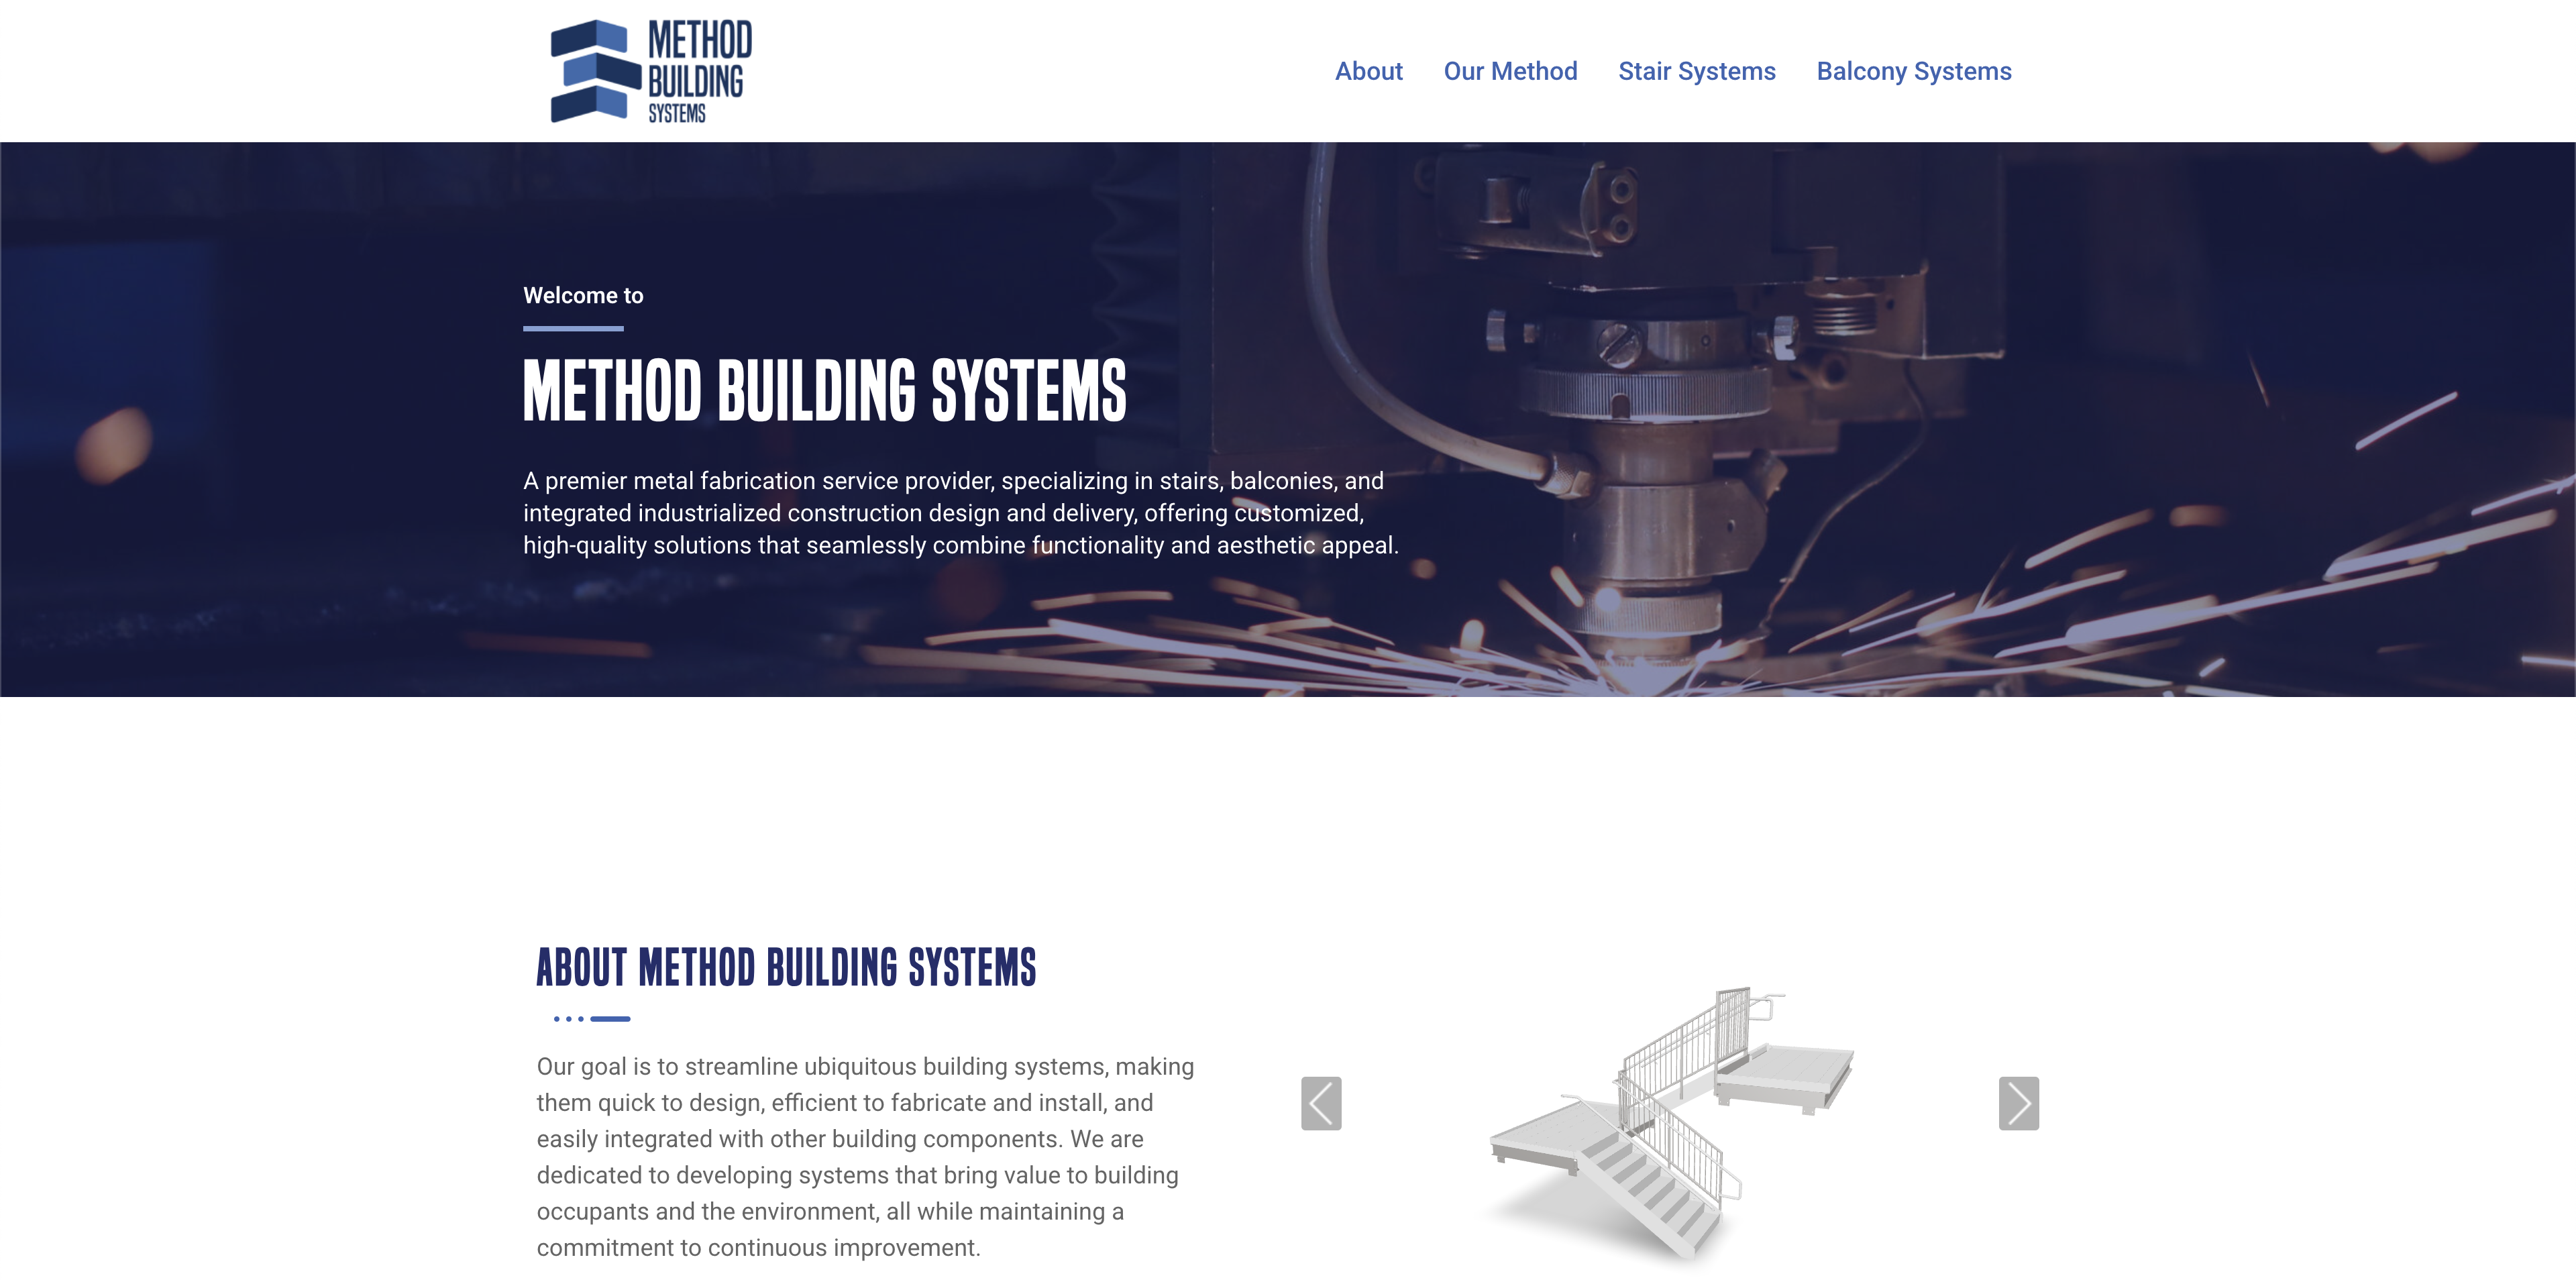 METHOD
BUILDING
SYSTEMS
About
Our Method
Stair Systems
Balcony Systems
Welcome to
METHOD BUILDING SYSTEMS
A premier metal fabrication service provider, specializing in stairs, balconies, and
integrated industrialized construction design and delivery, offering customized,
high-quality solutions that seamlessly combine functionality and aesthetic appeal.
ABOUT METHOD BUILDING SYSTEMS
Our goal is to streamline ubiquitous building systems, making
them quick to design, efficient to fabricate and install, and
easily integrated with other building components. We are
dedicated to developing systems that bring value to building
occupants and the environment, all while maintaining a
commitment to continuous improvement.